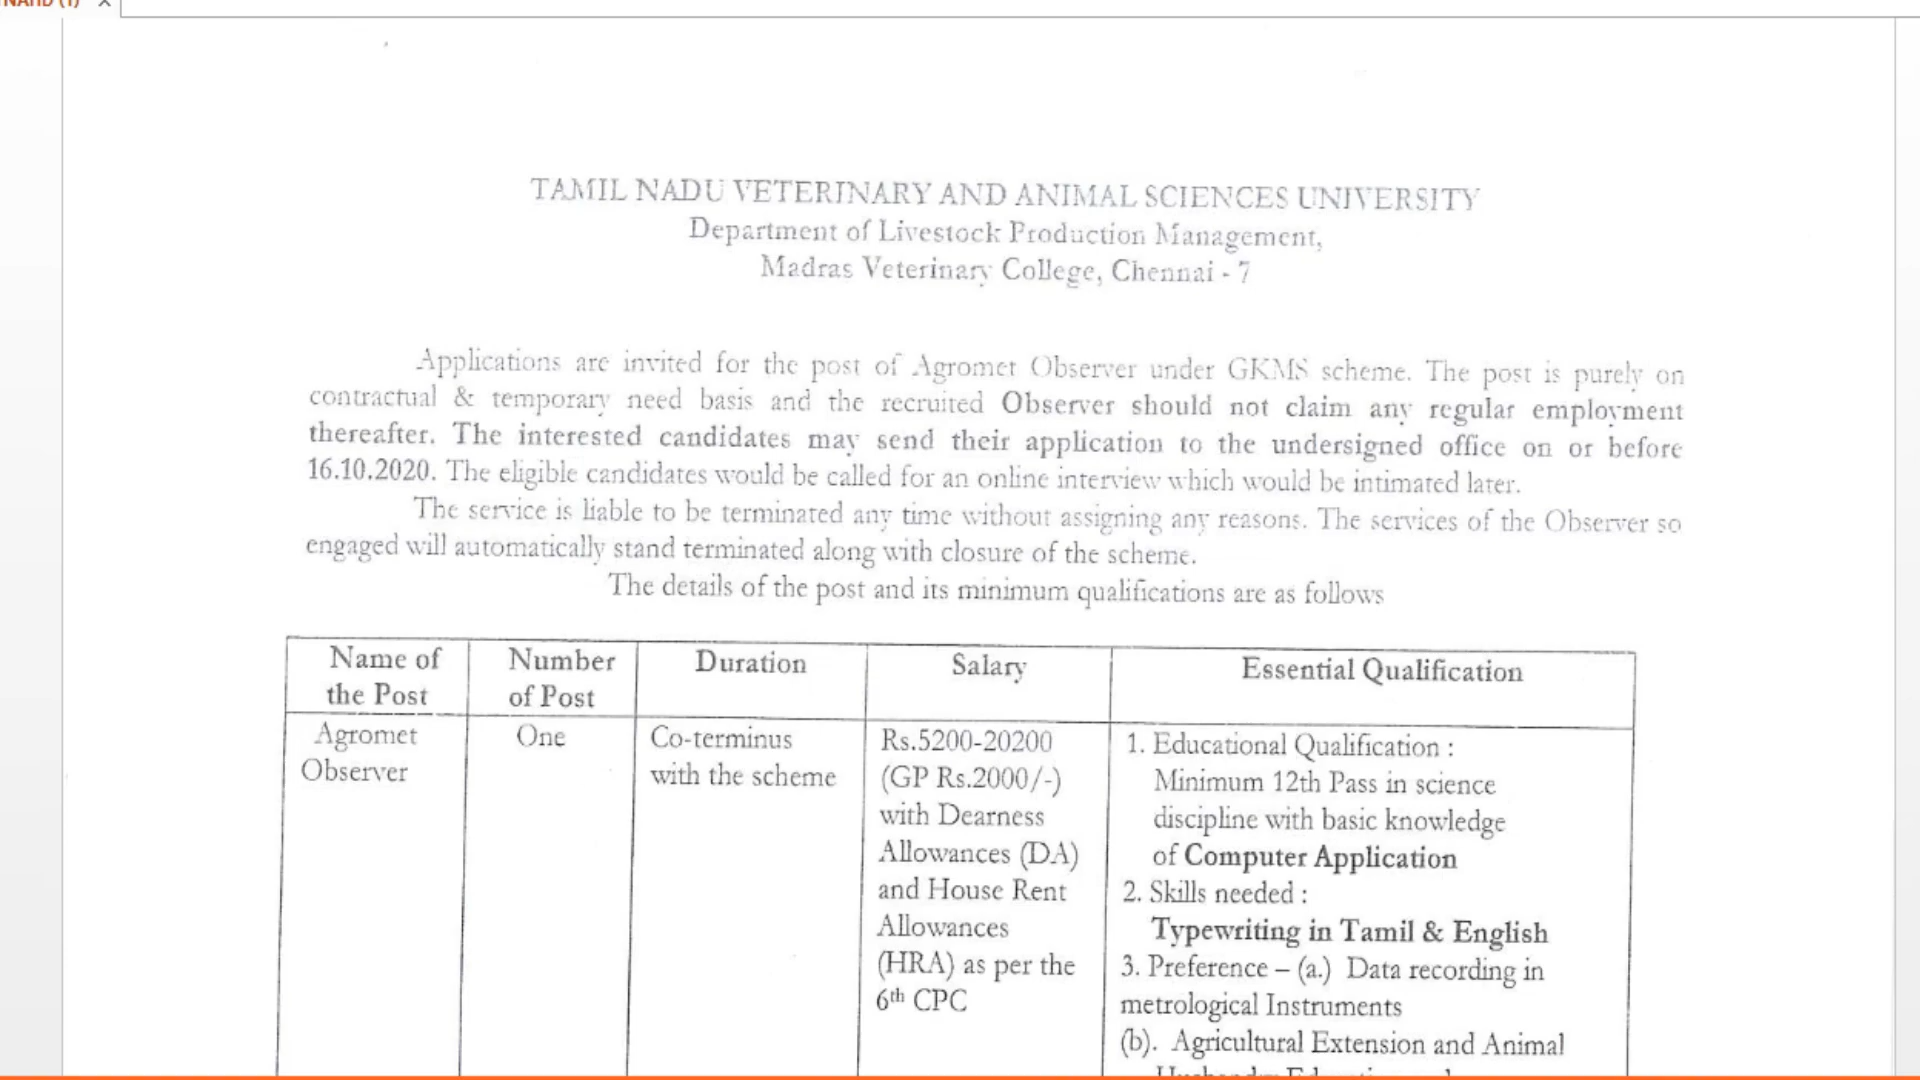 TAMIL NADU VETERINARY AND ANIMAL SCIENCES UNIVERSITY
Department of Livestock Production Management,
Madras Veterinary College, Chennai - 7
Applications are invited for the post of Agromet Observer under GKMS scheme. The post is purely on
contractual & temporary need basis and the recruited Observer should not claim any regular employment
thereafter. The interested candidates may send their application to the undersigned office on or before
16.10.2020. The eligible candidates would be called for an online interview which would be intimated later.
The service is liable to be terminated any time without assigning any reasons. The services of the Observer so
engaged will automatically stand terminated along with closure of the scheme.
The details of the post and its minimum qualifications are as follows
Name of
the Post
Number
of Post
Duration
Salary
Essential Qualification
Agromet
Observer
One
Co-terminus
with the scheme
Rs.5200-20200
(GP Rs.2000/-)
with Dearness
Allowances (DA)
and House Rent
Allowances
(HRA) as per the
6th CPC
1. Educational Qualification :
Minimum 12th Pass in science
discipline with basic knowledge
of Computer Application
2. Skills needed :
Typewriting in Tamil & English
3. Preference – (a.) Data recording in
metrological Instruments
(b). Agricultural Extension and Animal